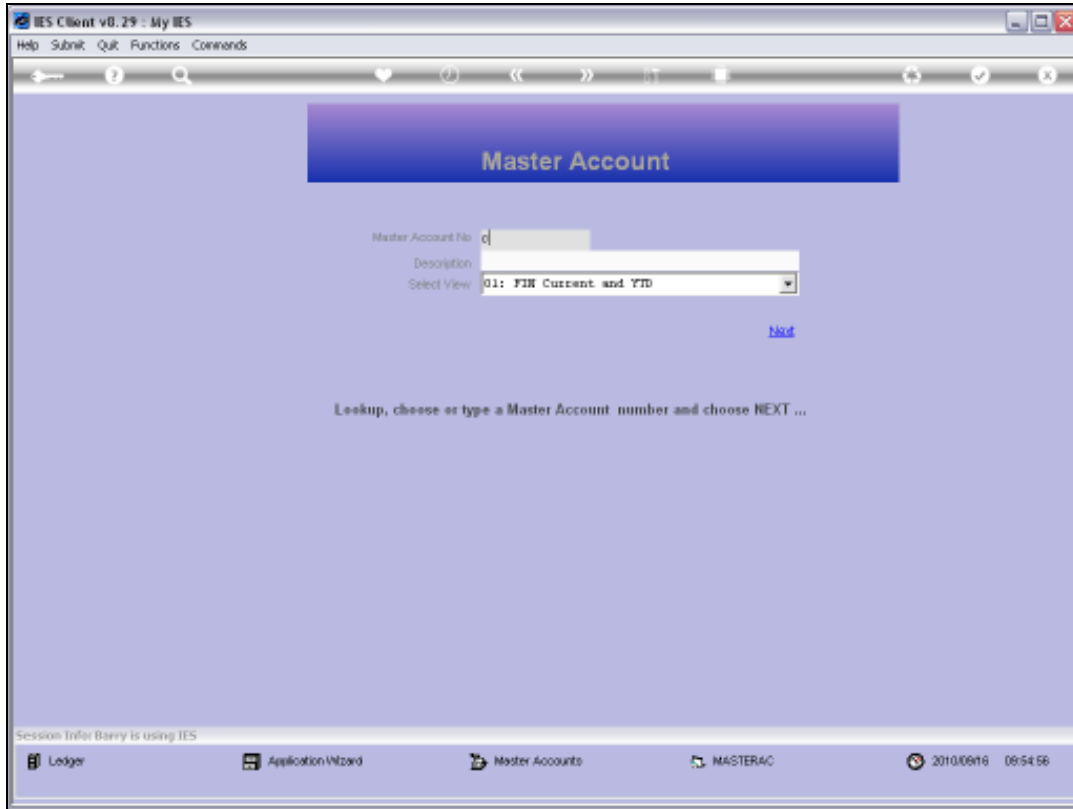 IES Client v8.29 : My IES
Help Submit Quit Functions Commands
Master Account
Master Account No c
Description
Select View 01: FIN Current and YTD
Next
Lookup, choose or type a Master Account number and choose NEXT ...
Session Info: Barry is using IES
Ledger Application Wizard Master Accounts MASTERAC 2010/09/16 09:54:56